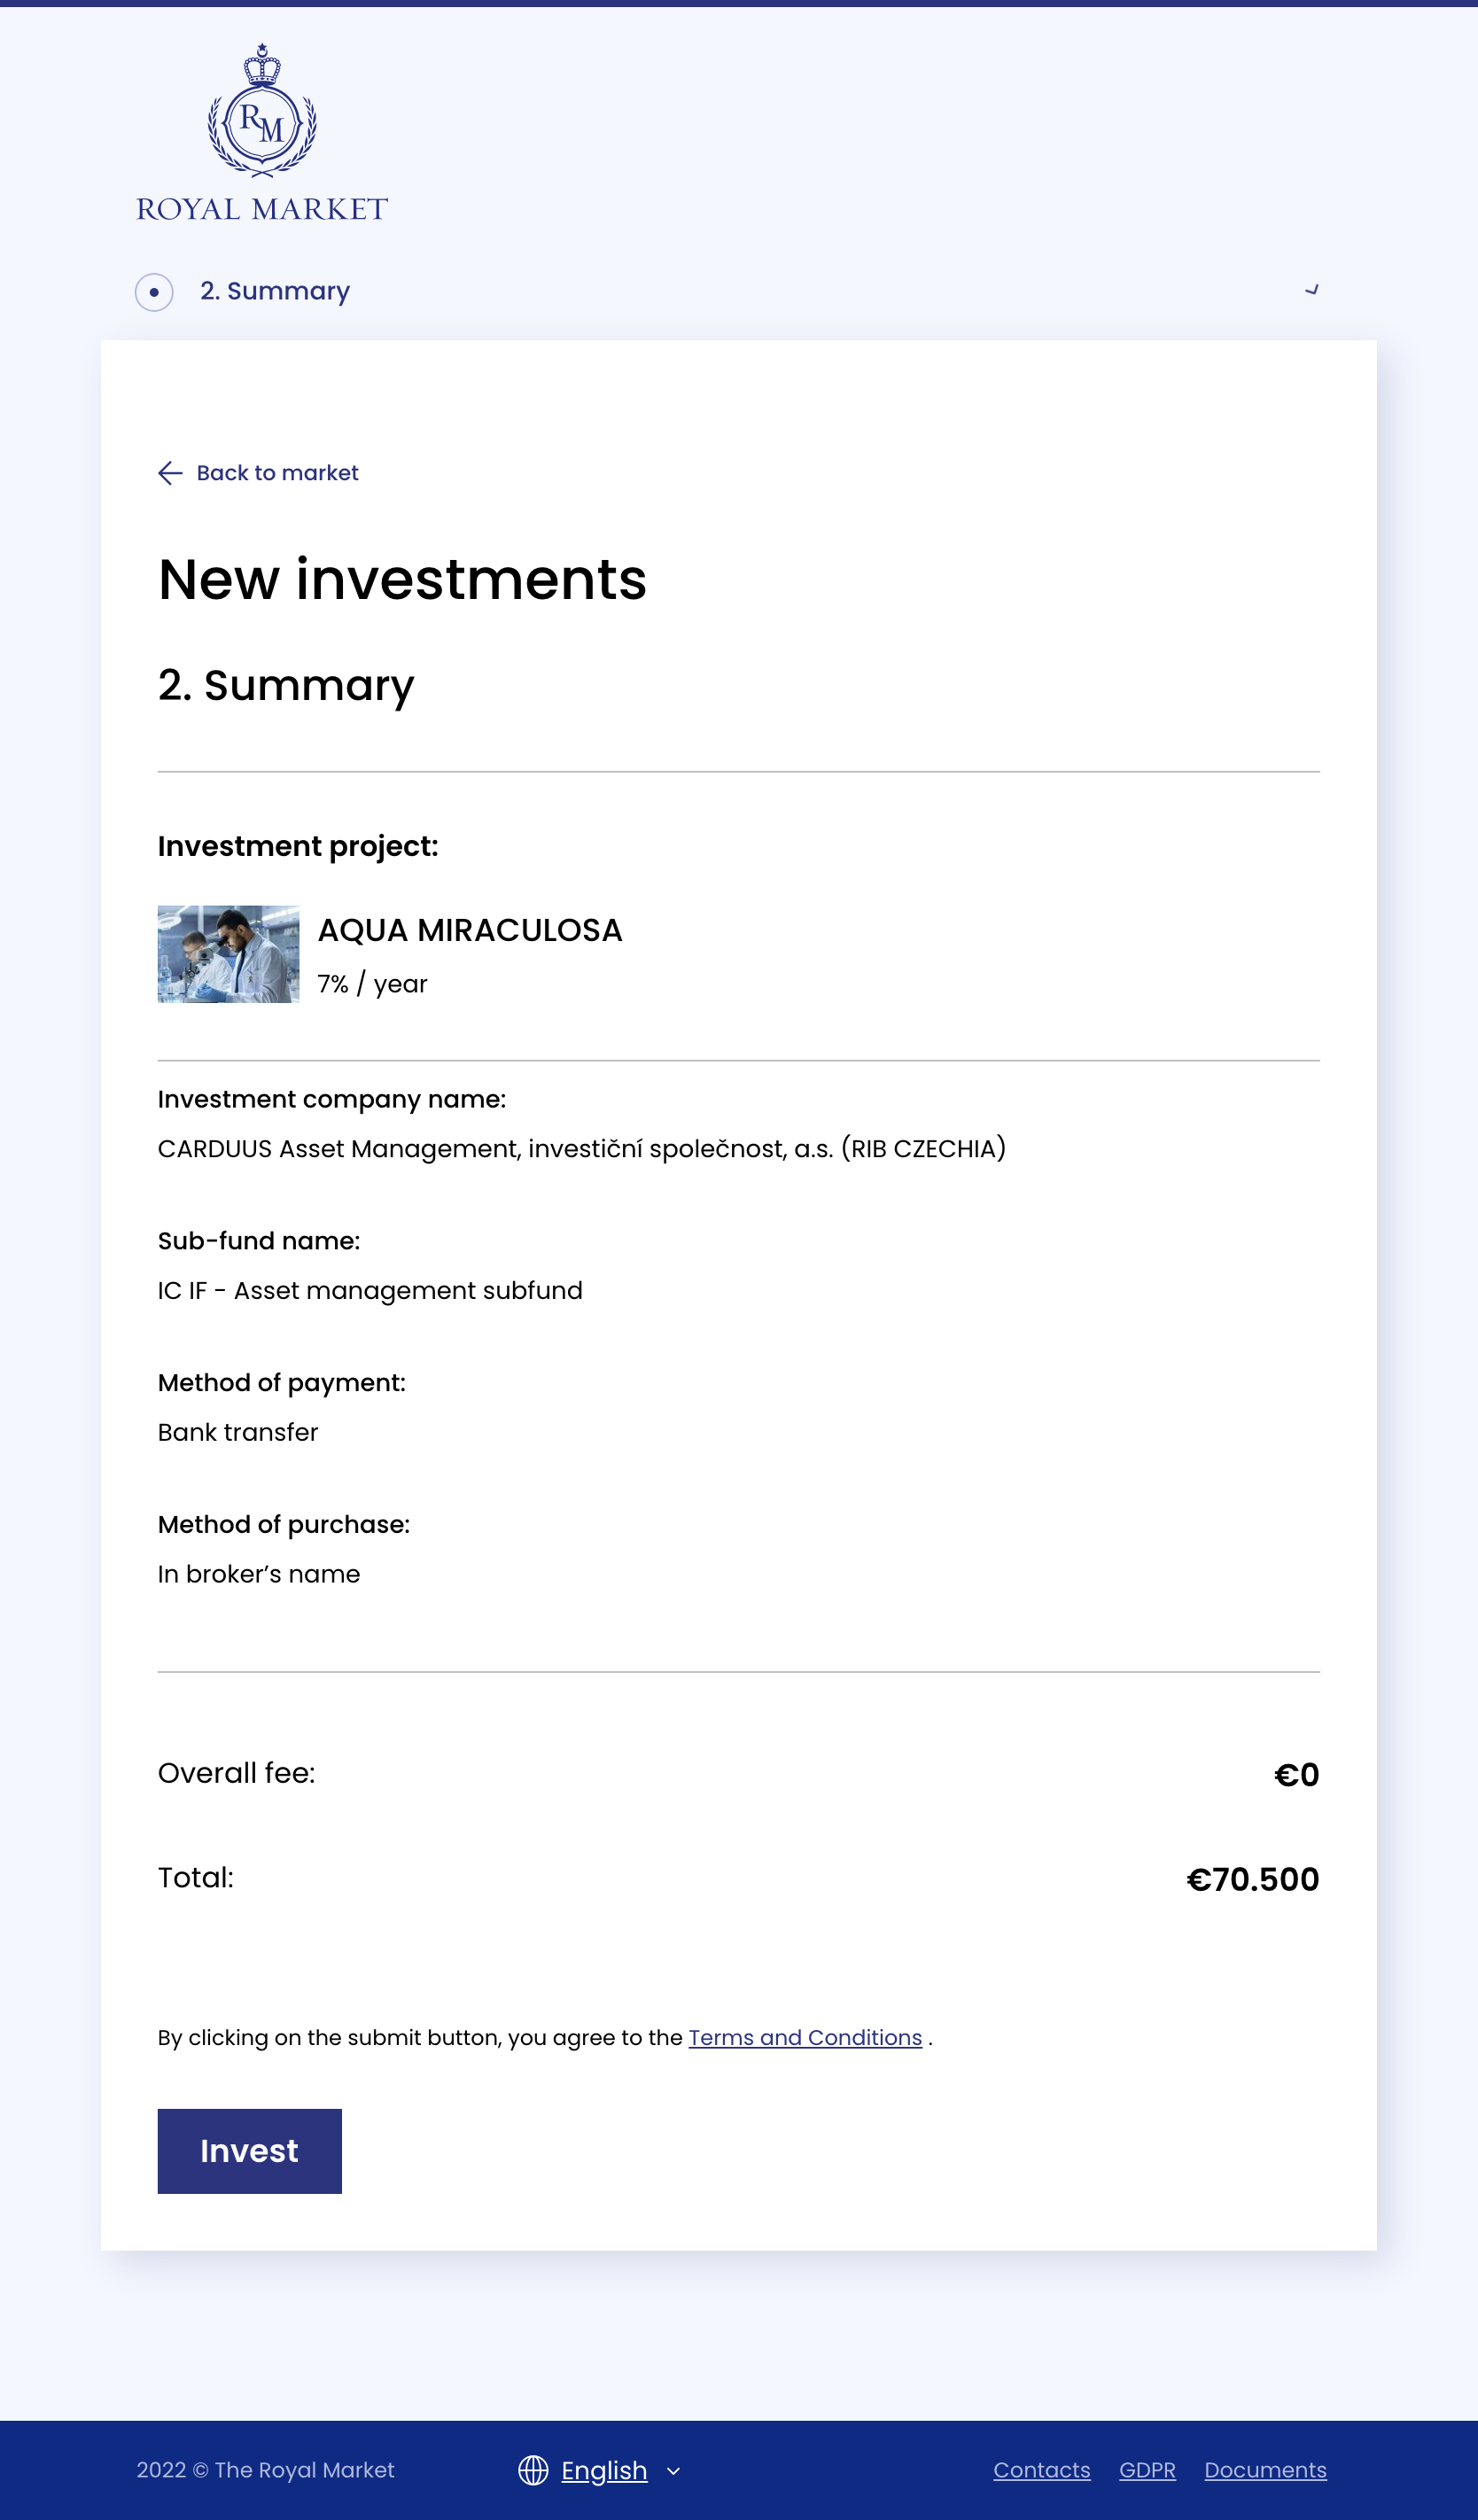 RM
ROYAL MARKET
2. Summary
Back to market
New investments
2. Summary
Investment project:
AQUA MIRACULOSA
7% / year
Investment company name:
CARDUUS Asset Management, investiční společnost, a.s. (RIB CZECHIA)
Sub-fund name:
IC IF - Asset management subfund
Method of payment:
Bank transfer
Method of purchase:
In broker’s name
Overall fee: €0
Total: €70.500
By clicking on the submit button, you agree to the Terms and Conditions .
Invest
2022 © The Royal Market English Contacts GDPR Documents